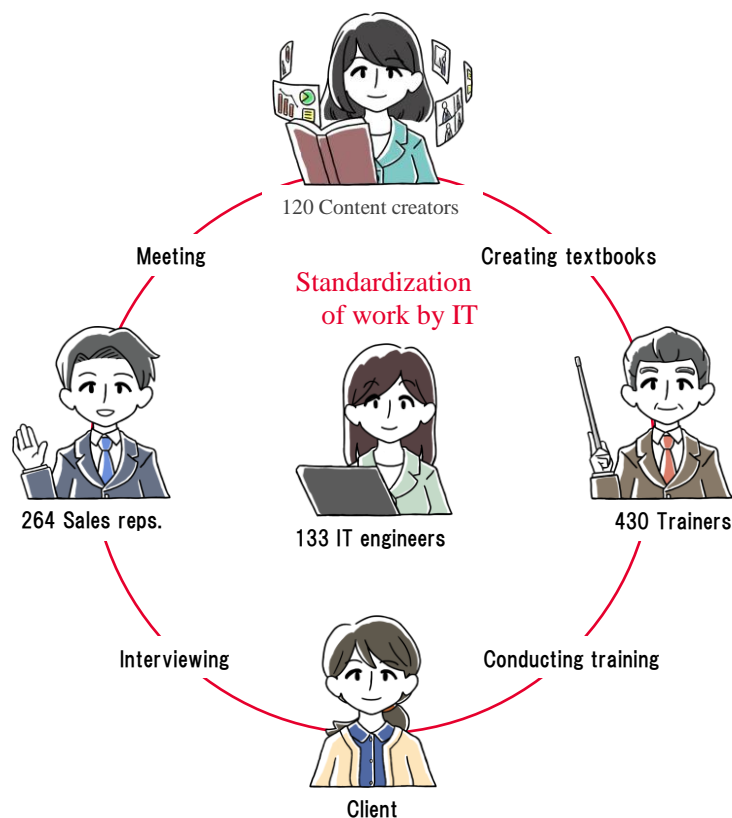 120 Content creators
Meeting
Creating textbooks
Standardization
of work by IT
264 Sales reps.
133 IT engineers
430 Trainers
Interviewing
Conducting training
Client